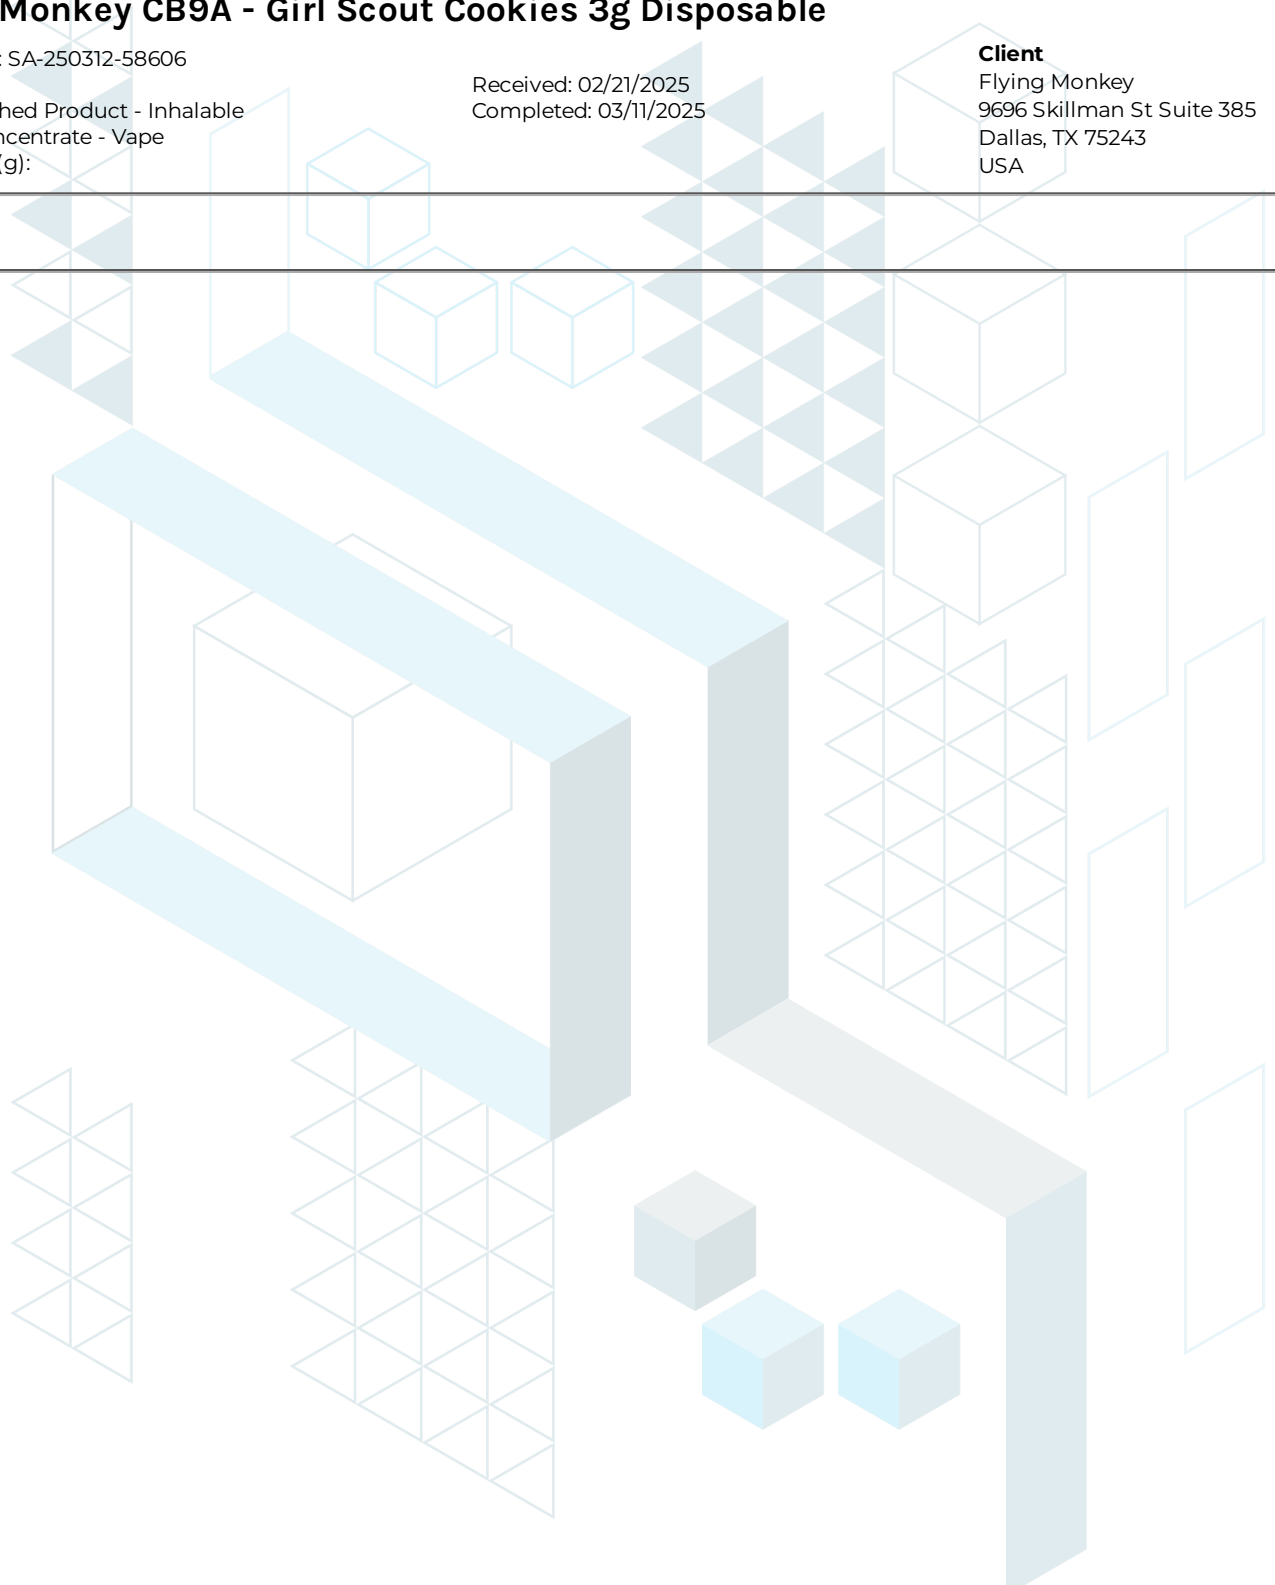 Monkey CB9A - Girl Scout Cookies 3g Disposable
: SA-250312-58606
hed Product - Inhalable
ncentrate - Vape
(g):
Received: 02/21/2025
Completed: 03/11/2025
Client
Flying Monkey
9696 Skillman St Suite 385
Dallas, TX 75243
USA